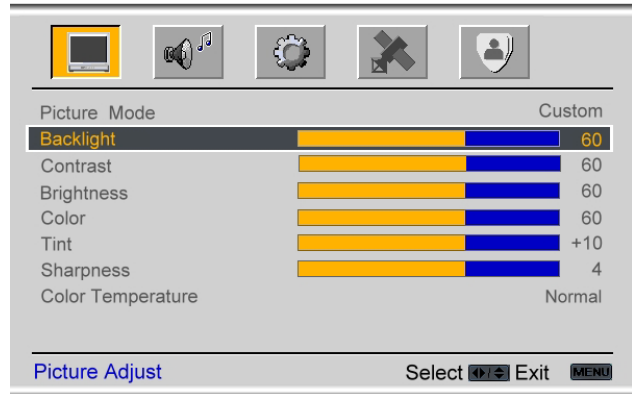 Picture Mode Custom
Backlight 60
Contrast 60
Brightness 60
Color 60
Tint +10
Sharpness 4
Color Temperature Normal
Picture Adjust Select Exit MENU